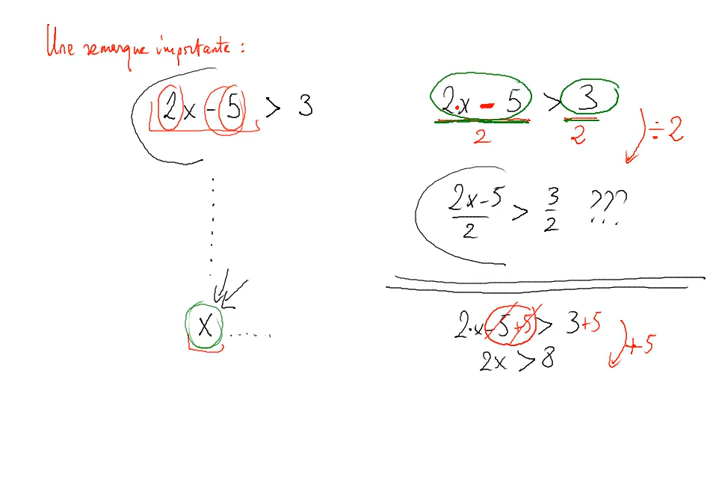 Une remarque importante :
2x - 5 > 3
x ......
2·x - 5 > 3
2 2
÷ 2
2x-5/2 > 3/2 ???
2·x - 5 + 5 > 3 + 5
+ 5
2x > 8